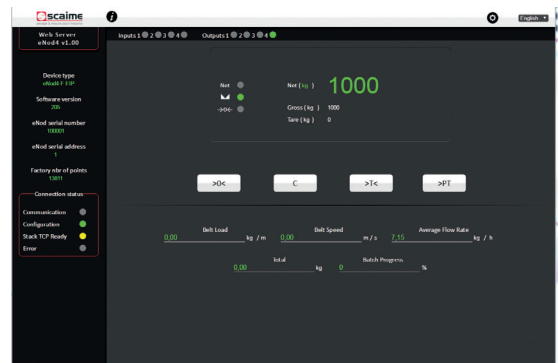 scaime
i
English
Web Server
eNod4 v1.00
Inputs 1 2 3 4
Outputs 1 2 3 4
Device type
eNod4-F EIP
Software version
205
eNod serial number
100001
eNod serial address
1
Factory nbr of points
13811
Connection status
Communication
Configuration
Stack TCP Ready
Error
Net
>0<
Net ( kg ) 1000
Gross ( kg ) 1000
Tare ( kg ) 0
>0< C >T< >PT
Belt Load Belt Speed Average Flow Rate
0,00 kg / m 0,00 m / s 7,15 kg / h
Total Batch Progress
0,00 kg 0 %